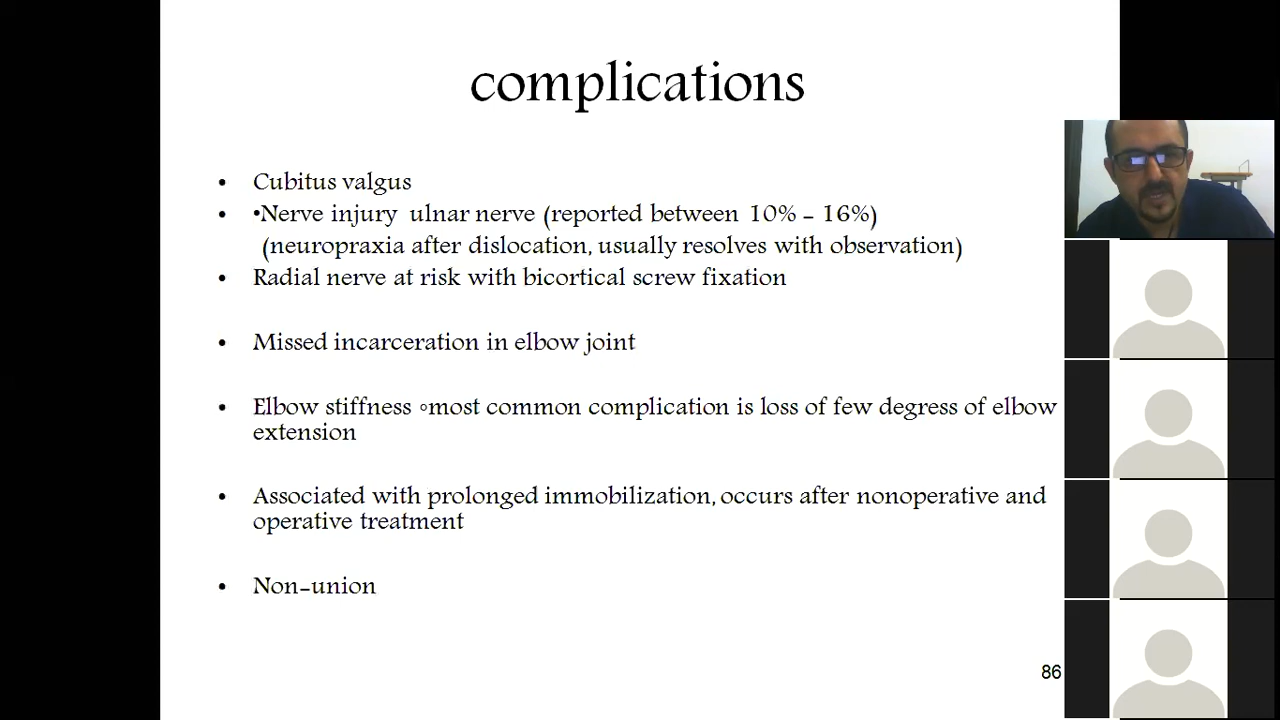 complications
• Cubitus valgus
• •Nerve injury ulnar nerve (reported between 10% – 16%)
(neuropraxia after dislocation, usually resolves with observation)
• Radial nerve at risk with bicortical screw fixation
• Missed incarceration in elbow joint
• Elbow stiffness ◦most common complication is loss of few degress of elbow
extension
• Associated with prolonged immobilization, occurs after nonoperative and
operative treatment
• Non-union
86